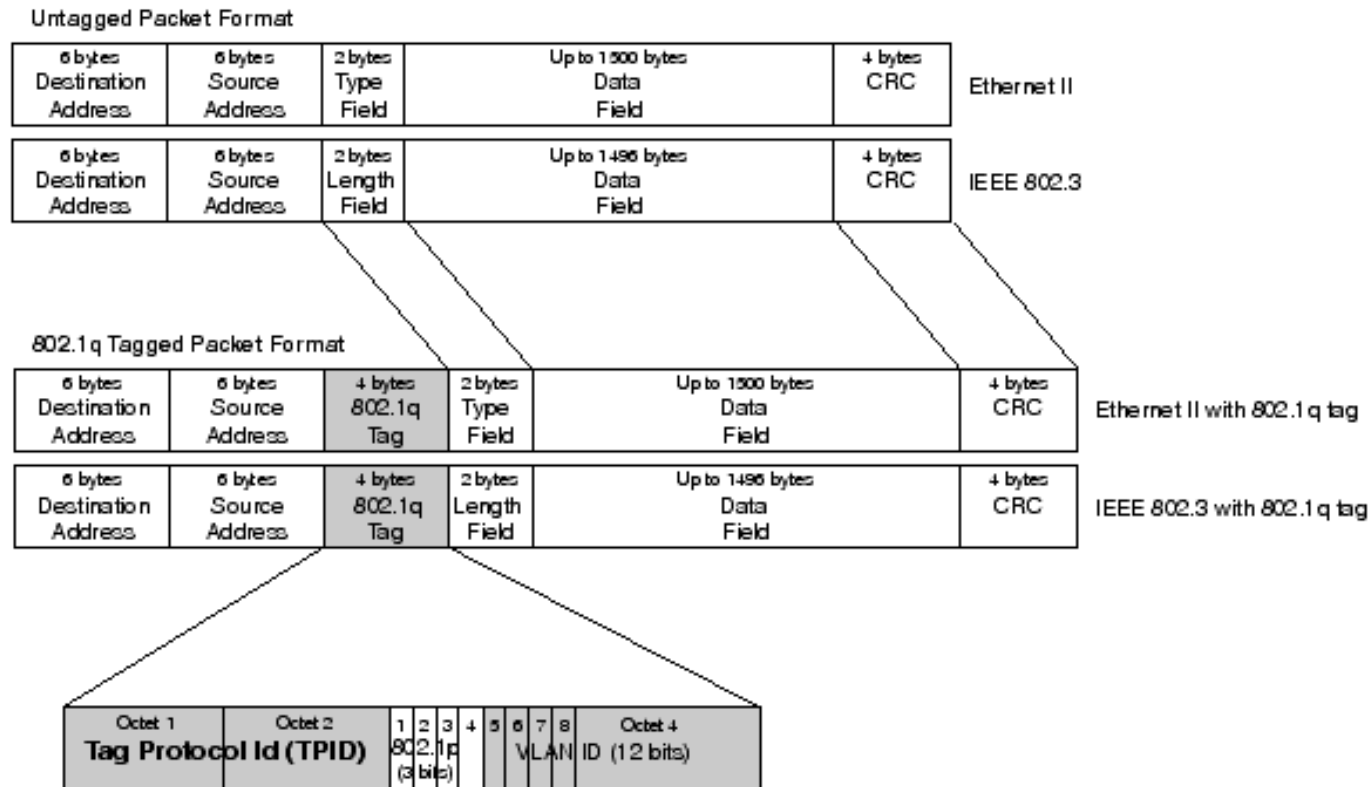 Untagged Packet Format
6 bytes 6 bytes 2 bytes Up to 1500 bytes 4 bytes
Destination Source Type Data CRC
Address Address Field Field
Ethernet II
6 bytes 6 bytes 2 bytes Up to 1496 bytes 4 bytes
Destination Source Length Data CRC
Address Address Field Field
IEEE 802.3
802.1q Tagged Packet Format
6 bytes 6 bytes 4 bytes 2 bytes Up to 1500 bytes 4 bytes
Destination Source 802.1q Type Data CRC
Address Address Tag Field Field
Ethernet II with 802.1q tag
6 bytes 6 bytes 4 bytes 2 bytes Up to 1496 bytes 4 bytes
Destination Source 802.1q Length Data CRC
Address Address Tag Field Field
IEEE 802.3 with 802.1q tag
Octet 1 Octet 2 1 2 3 4 5 6 7 8 Octet 4
Tag Protocol Id (TPID) 802.1p VLAN ID (12 bits)
(3 bits)